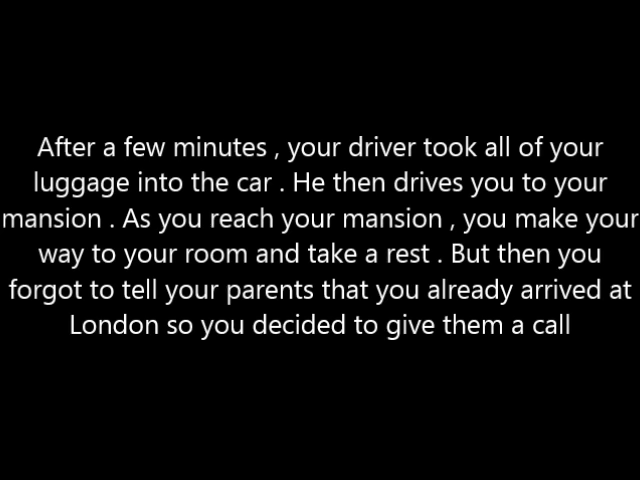 After a few minutes , your driver took all of your
luggage into the car . He then drives you to your
mansion . As you reach your mansion , you make your
way to your room and take a rest . But then you
forgot to tell your parents that you already arrived at
London so you decided to give them a call